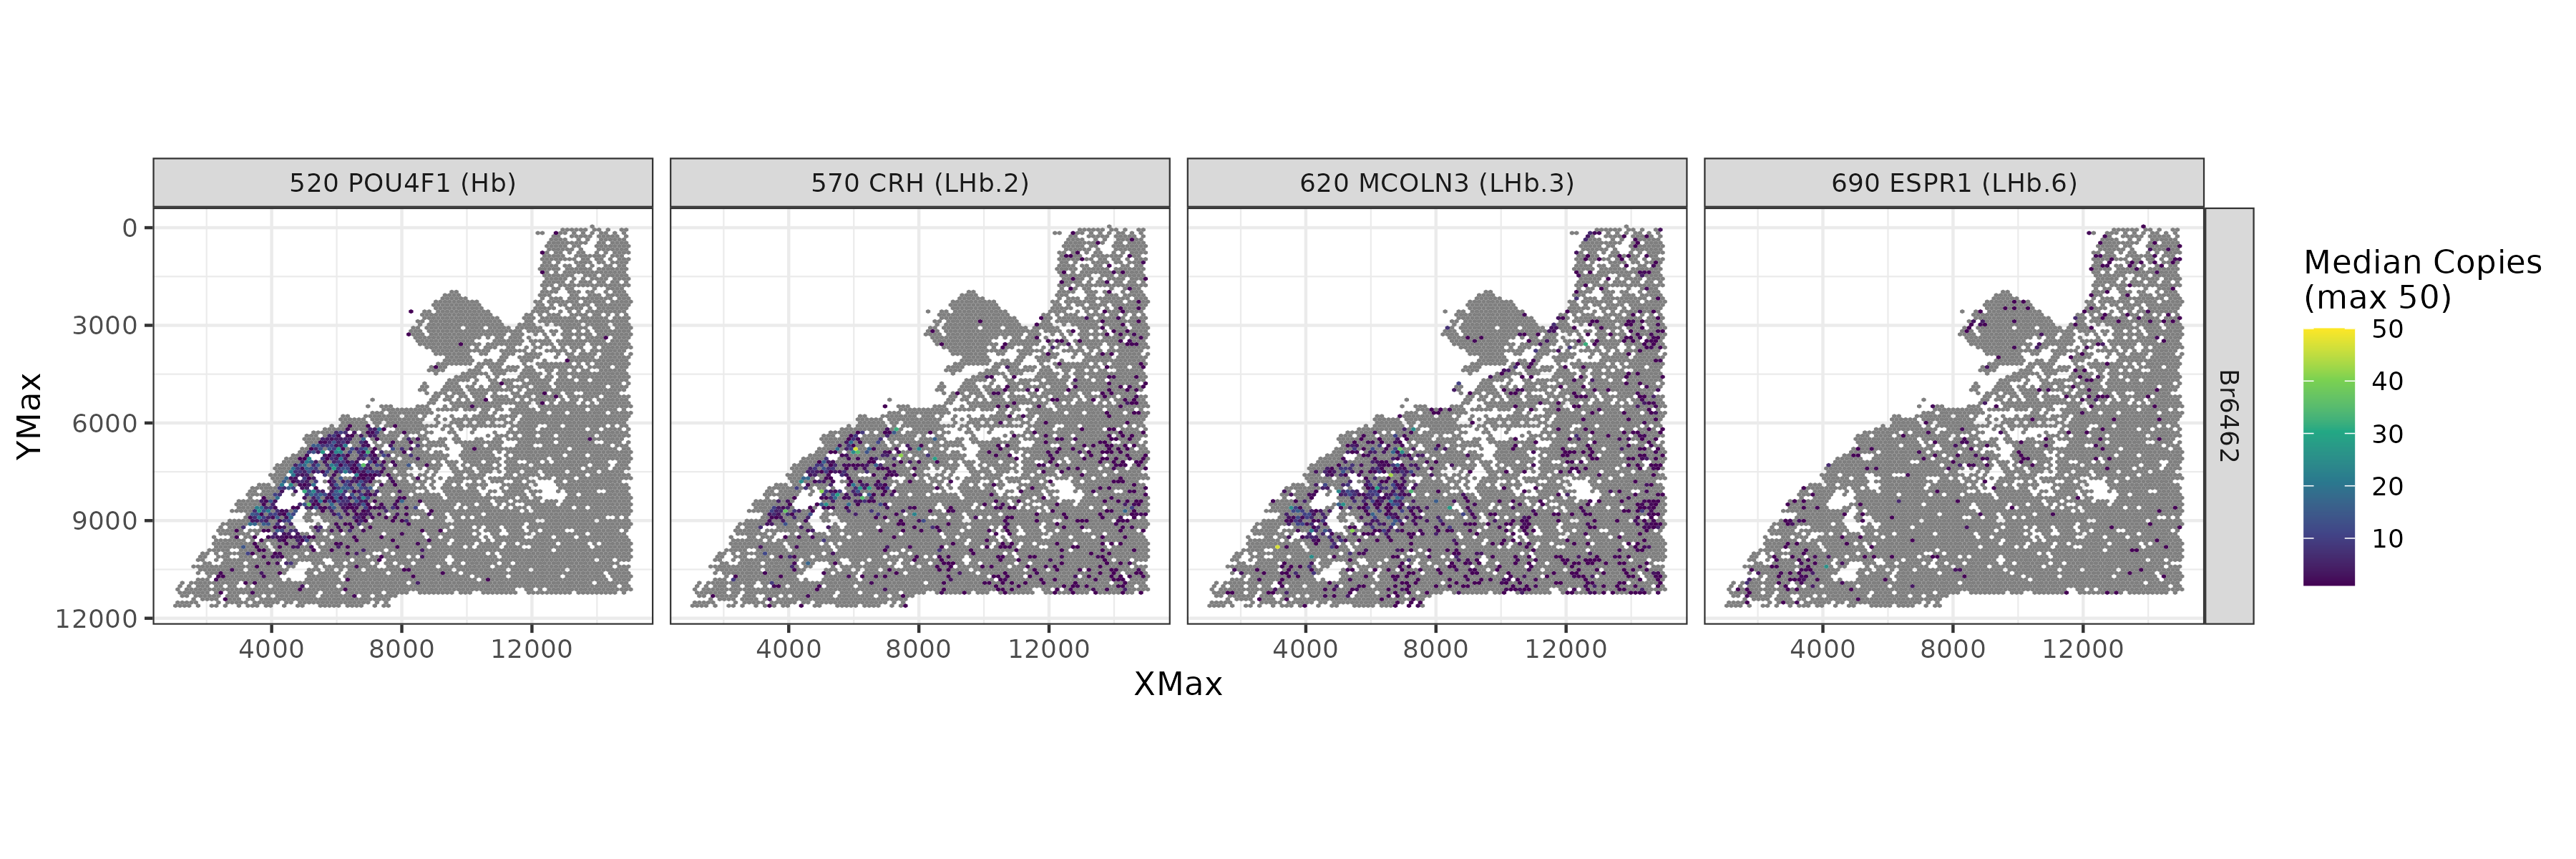 520 POU4F1 (Hb)
570 CRH (LHb.2)
620 MCOLN3 (LHb.3)
690 ESPR1 (LHb.6)
YMax
0
3000
6000
9000
12000
4000 8000 12000
4000 8000 12000
4000 8000 12000
4000 8000 12000
XMax
Br6462
Median Copies
(max 50)
50
40
30
20
10